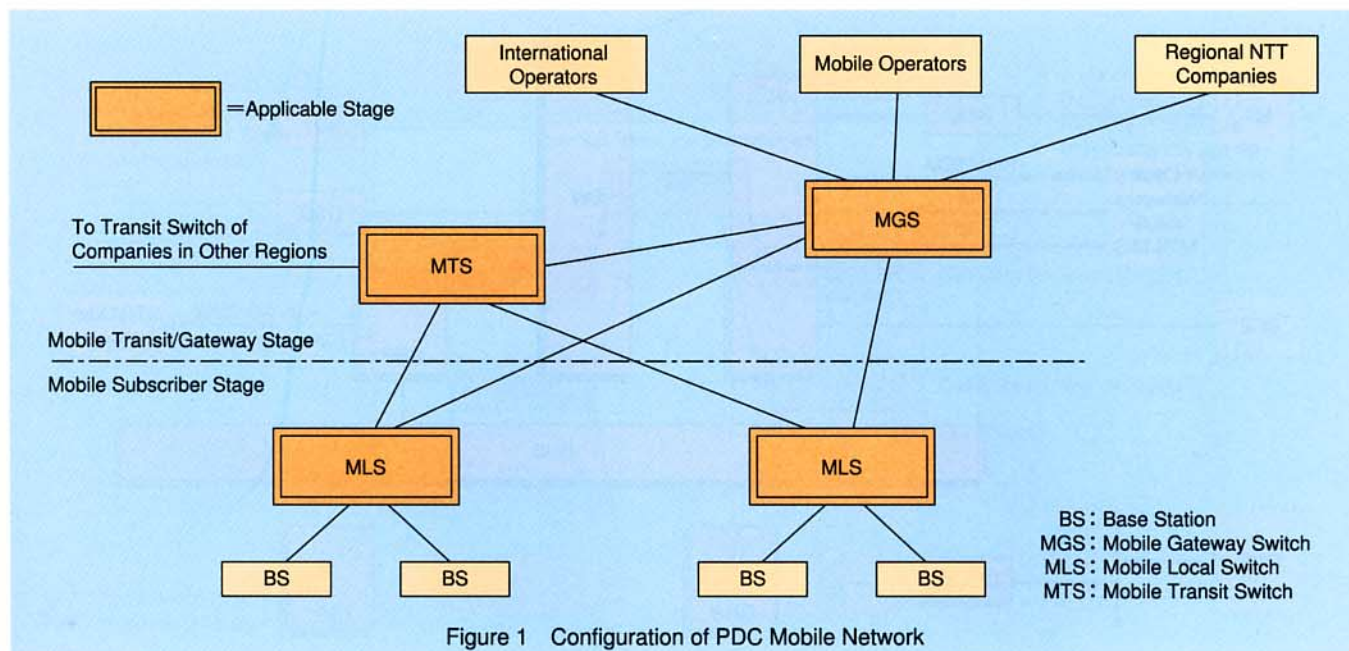 International
Operators
Mobile Operators
Regional NTT
Companies
=Applicable Stage
MGS
To Transit Switch of
Companies in Other Regions
MTS
Mobile Transit/Gateway Stage
Mobile Subscriber Stage
MLS
MLS
BS
BS
BS
BS
BS : Base Station
MGS : Mobile Gateway Switch
MLS : Mobile Local Switch
MTS : Mobile Transit Switch
Figure 1 Configuration of PDC Mobile Network